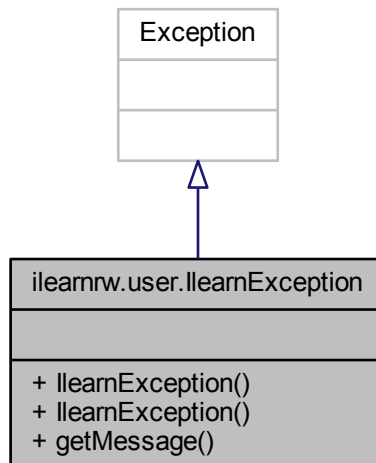 Exception
ilearnrw.user.IlearnException
+ IlearnException()
+ IlearnException()
+ getMessage()